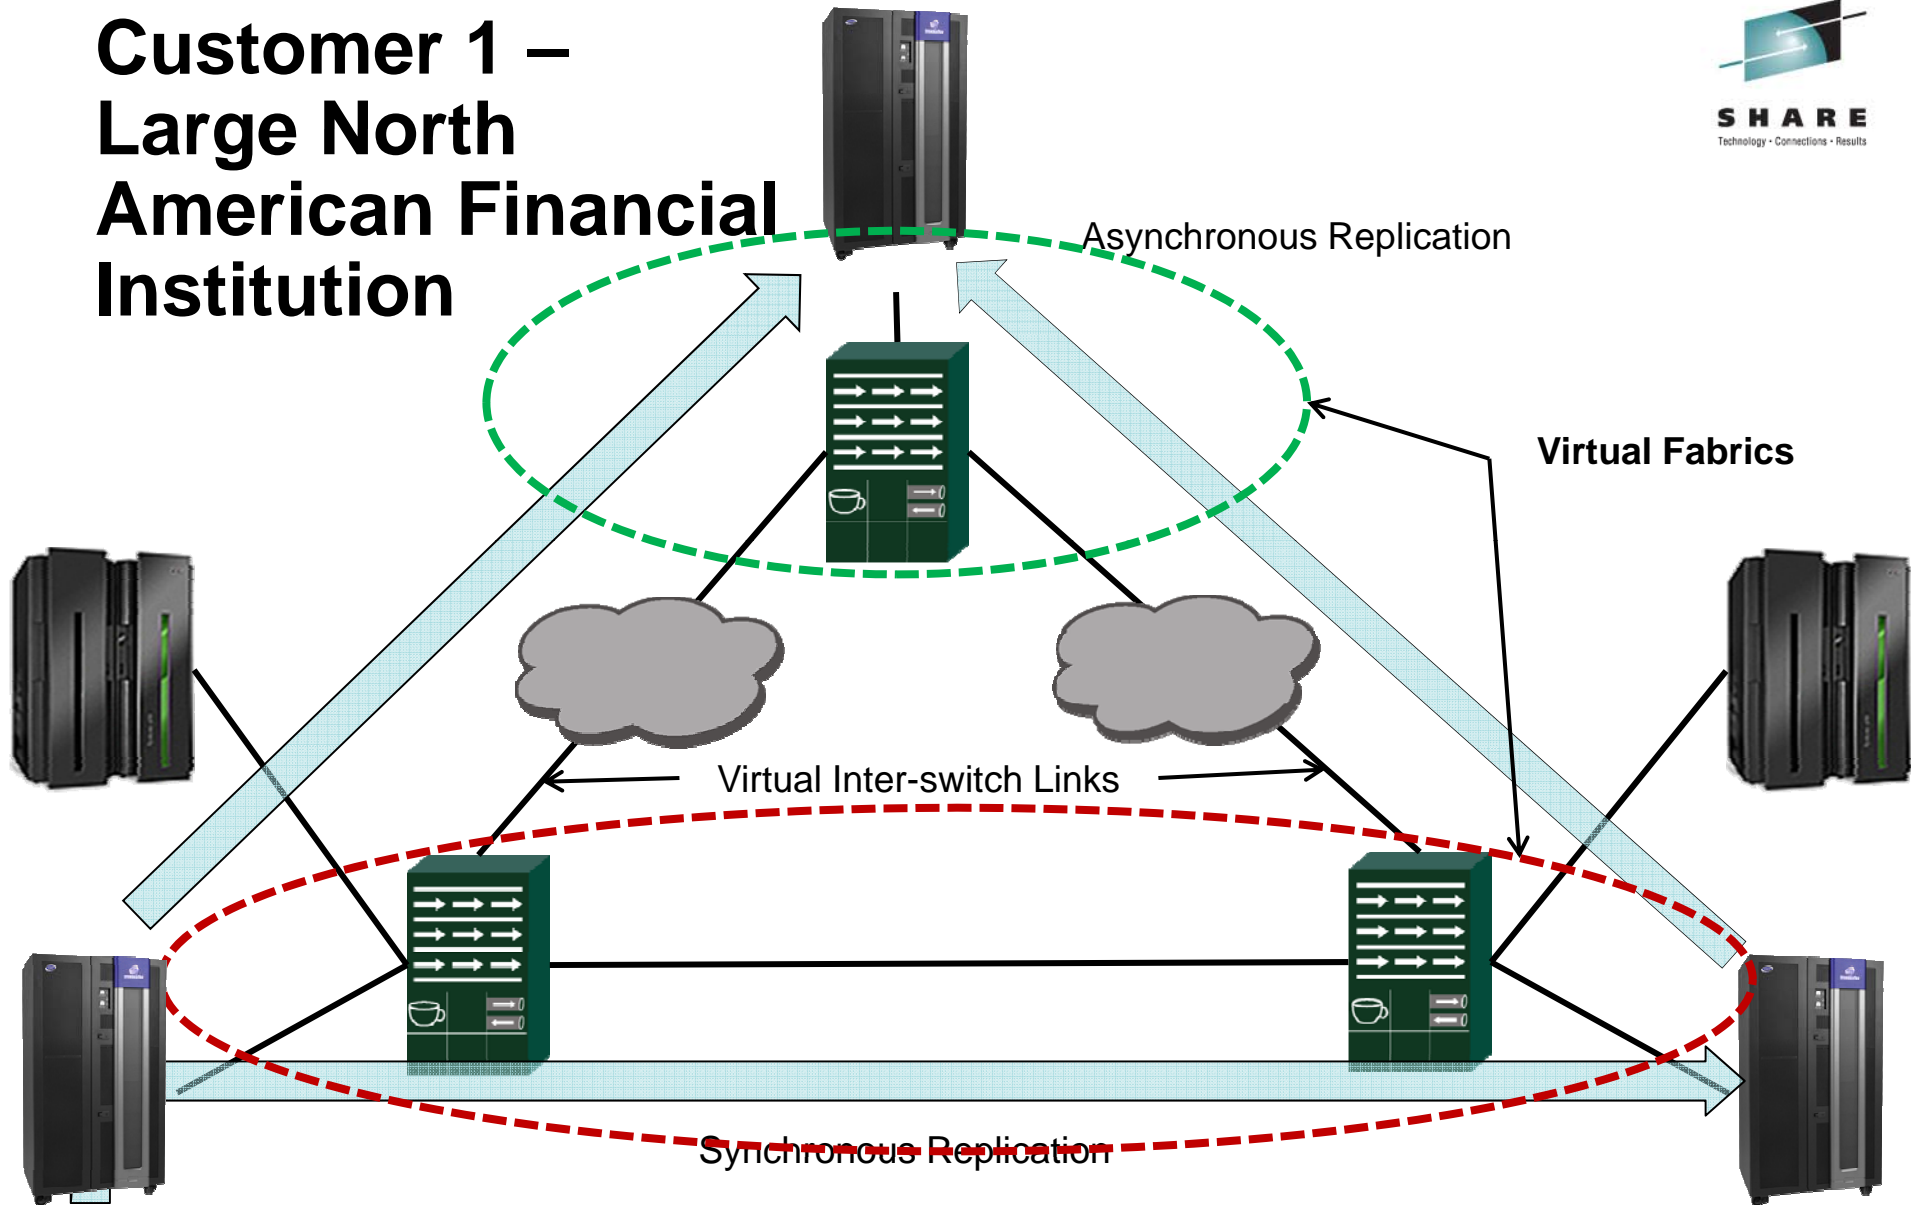 Customer 1 –
Large North
American Financial
Institution
SHARE
Technology · Connections · Results
Asynchronous Replication
Virtual Fabrics
Virtual Inter-switch Links
Synchronous Replication